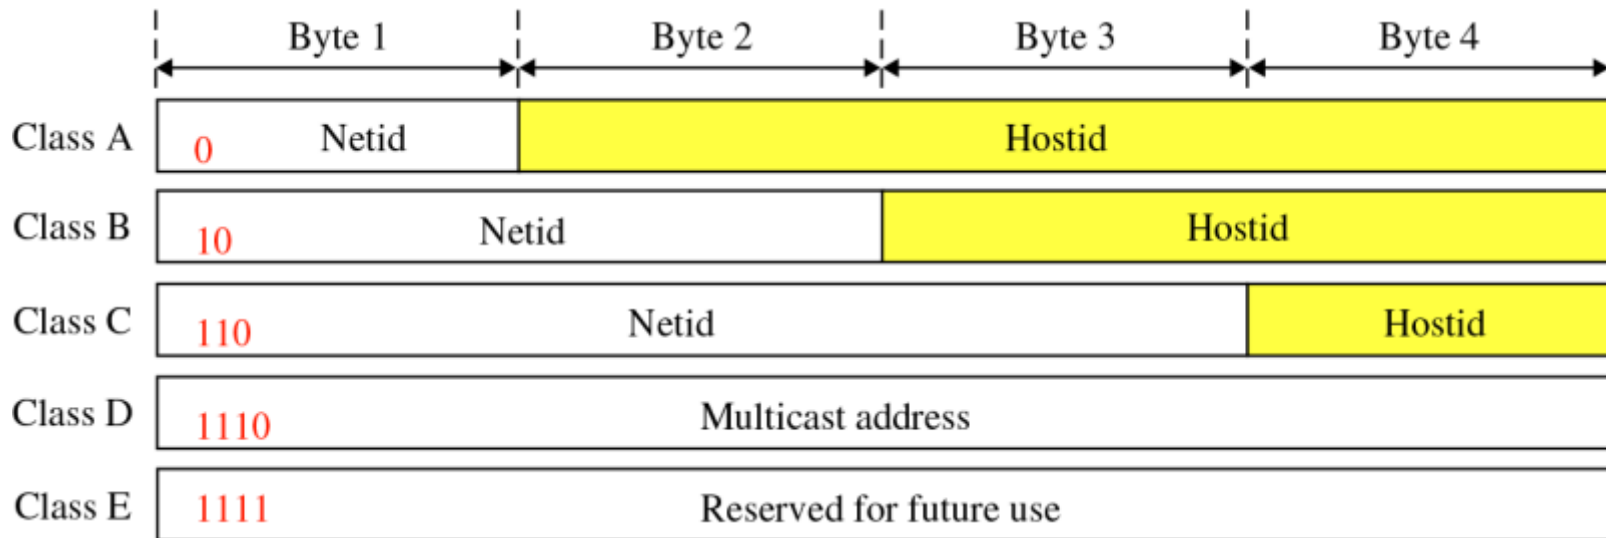 Byte 1 Byte 2 Byte 3 Byte 4
Class A 0 Netid Hostid
Class B 10 Netid Hostid
Class C 110 Netid Hostid
Class D 1110 Multicast address
Class E 1111 Reserved for future use